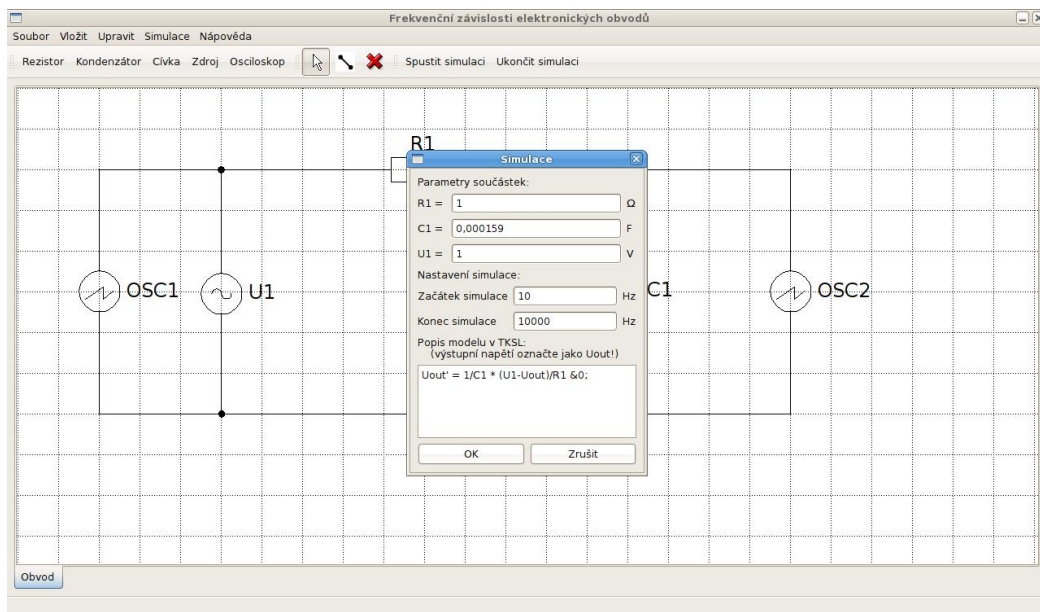 Frekvenční závislosti elektronických obvodů
Soubor Vložit Upravit Simulace Nápověda
Rezistor Kondenzátor Cívka Zdroj Osciloskop Spustit simulaci Ukončit simulaci
R1
Simulace
Parametry součástek:
R1 = 1 Ω
C1 = 0,000159 F
U1 = 1 V
Nastavení simulace:
OSC1 U1 C1 OSC2
Začátek simulace 10 Hz
Konec simulace 10000 Hz
Popis modelu v TKSL:
(výstupní napětí označte jako Uout!)
Uout' = 1/C1 * (U1-Uout)/R1 &0;
OK Zrušit
Obvod